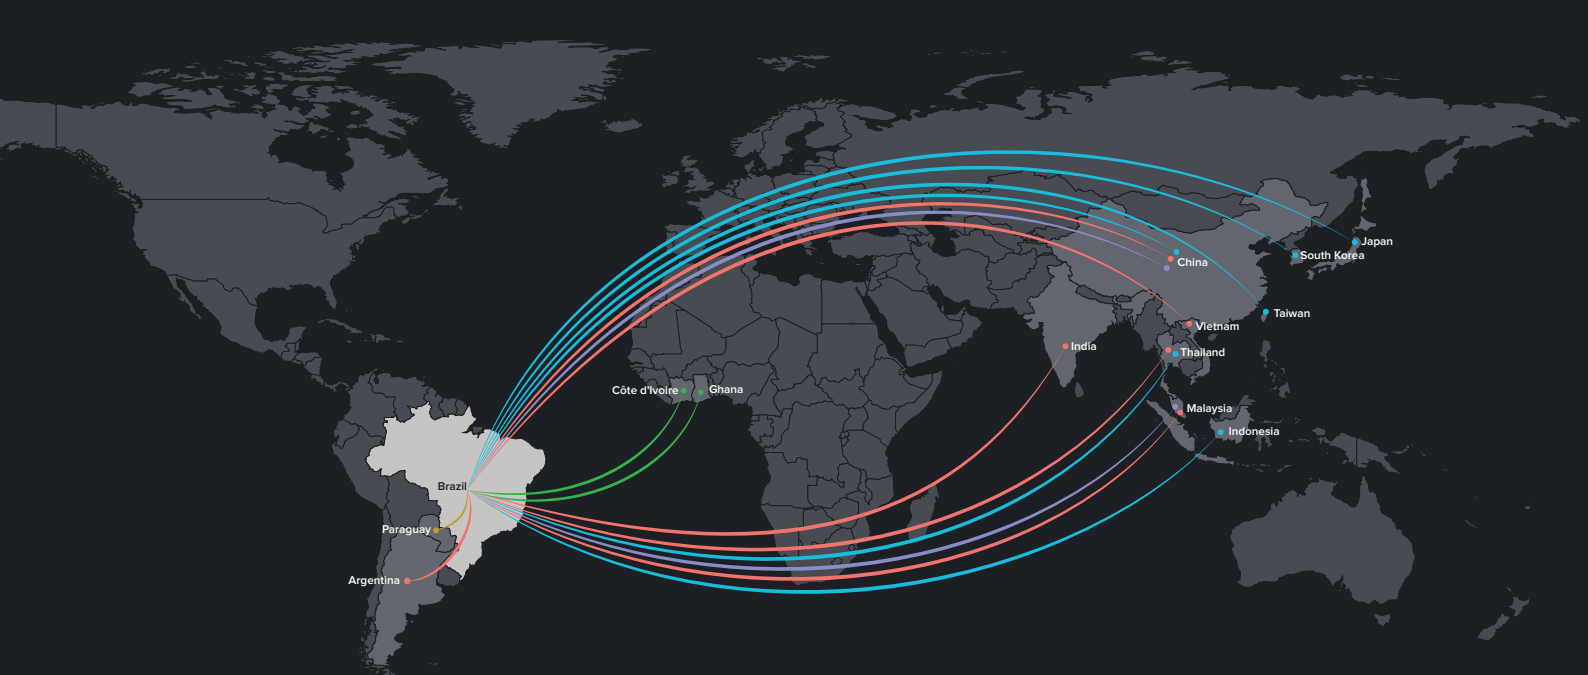 Japan
South Korea
China
Taiwan
Vietnam
India
Thailand
Côte d'Ivoire
Ghana
Malaysia
Indonesia
Brazil
Paraguay
Argentina